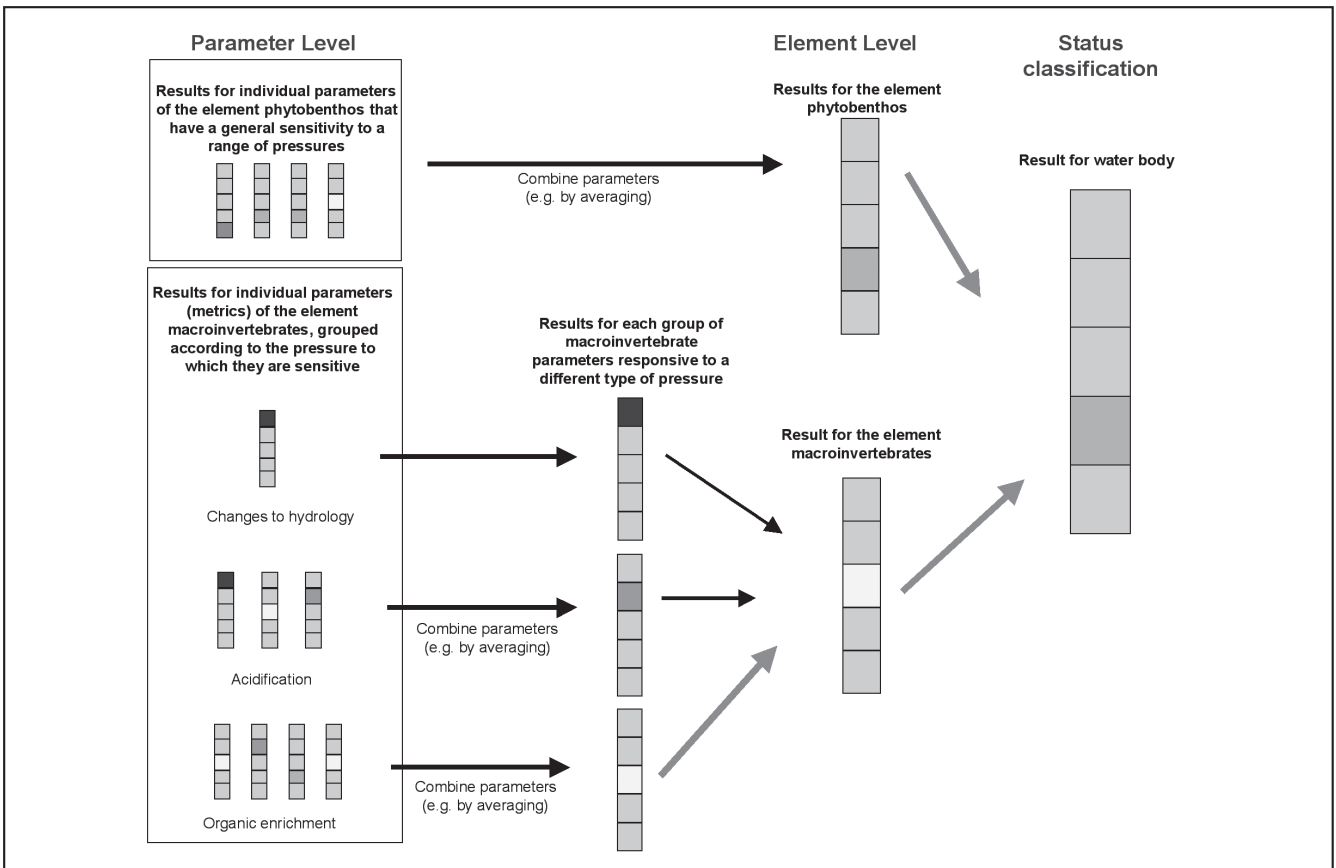 Parameter Level
Element Level
Status
classification
Results for individual parameters
of the element phytobenthos that
have a general sensitivity to a
range of pressures
Combine parameters
(e.g. by averaging)
Results for the element
phytobenthos
Result for water body
Results for individual parameters
(metrics) of the element
macroinvertebrates, grouped
according to the pressure to
which they are sensitive
Results for each group of
macroinvertebrate
parameters responsive to a
different type of pressure
Result for the element
macroinvertebrates
Changes to hydrology
Combine parameters
(e.g. by averaging)
Acidification
Combine parameters
(e.g. by averaging)
Organic enrichment